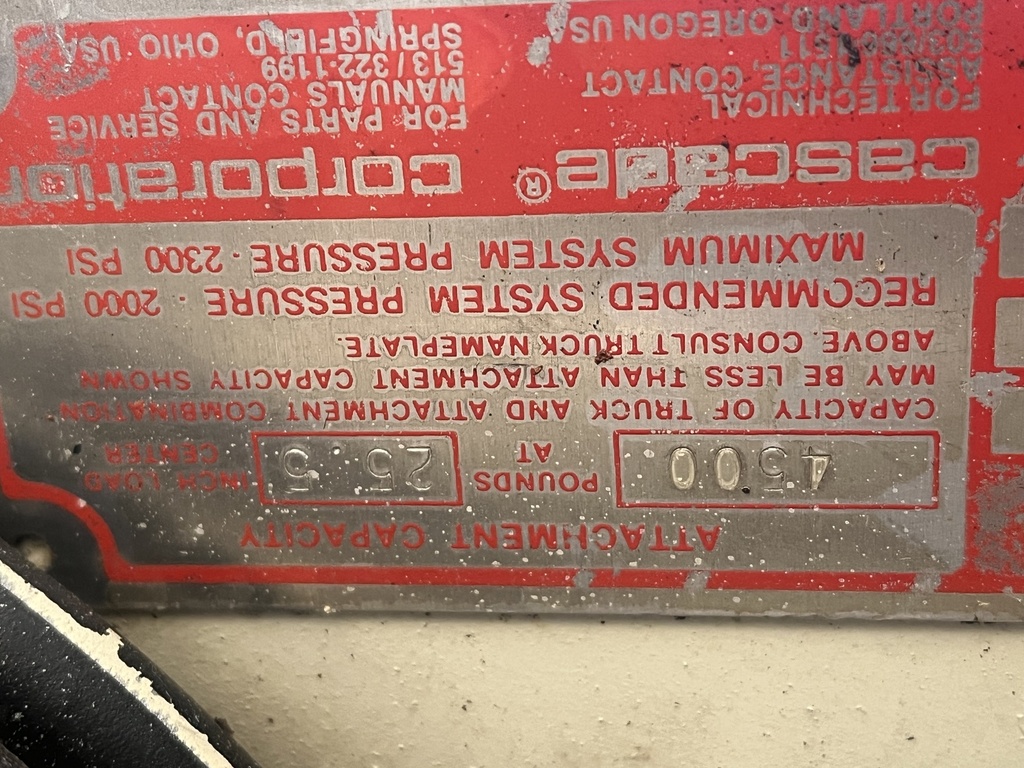 ATTACHMENT CAPACITY
4500 POUNDS AT 25.5 INCH LOAD CENTER
CAPACITY OF TRUCK AND ATTACHMENT COMBINATION
MAY BE LESS THAN ATTACHMENT CAPACITY SHOWN
ABOVE. CONSULT TRUCK NAMEPLATE.
RECOMMENDED SYSTEM PRESSURE · 2000 PSI
MAXIMUM SYSTEM PRESSURE · 2300 PSI
cascade® corporation
FOR TECHNICAL
ASSISTANCE, CONTACT
PORTLAND, OREGON USA
FOR PARTS AND SERVICE
MANUALS CONTACT
513 / 322-1199
SPRINGFIELD, OHIO USA